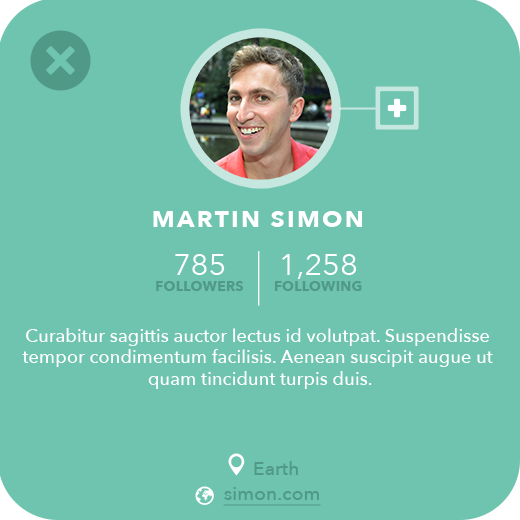 MARTIN SIMON
785 1,258
FOLLOWERS FOLLOWING
Curabitur sagittis auctor lectus id volutpat. Suspendisse
tempor condimentum facilisis. Aenean suscipit augue ut
quam tincidunt turpis duis.
Earth
simon.com